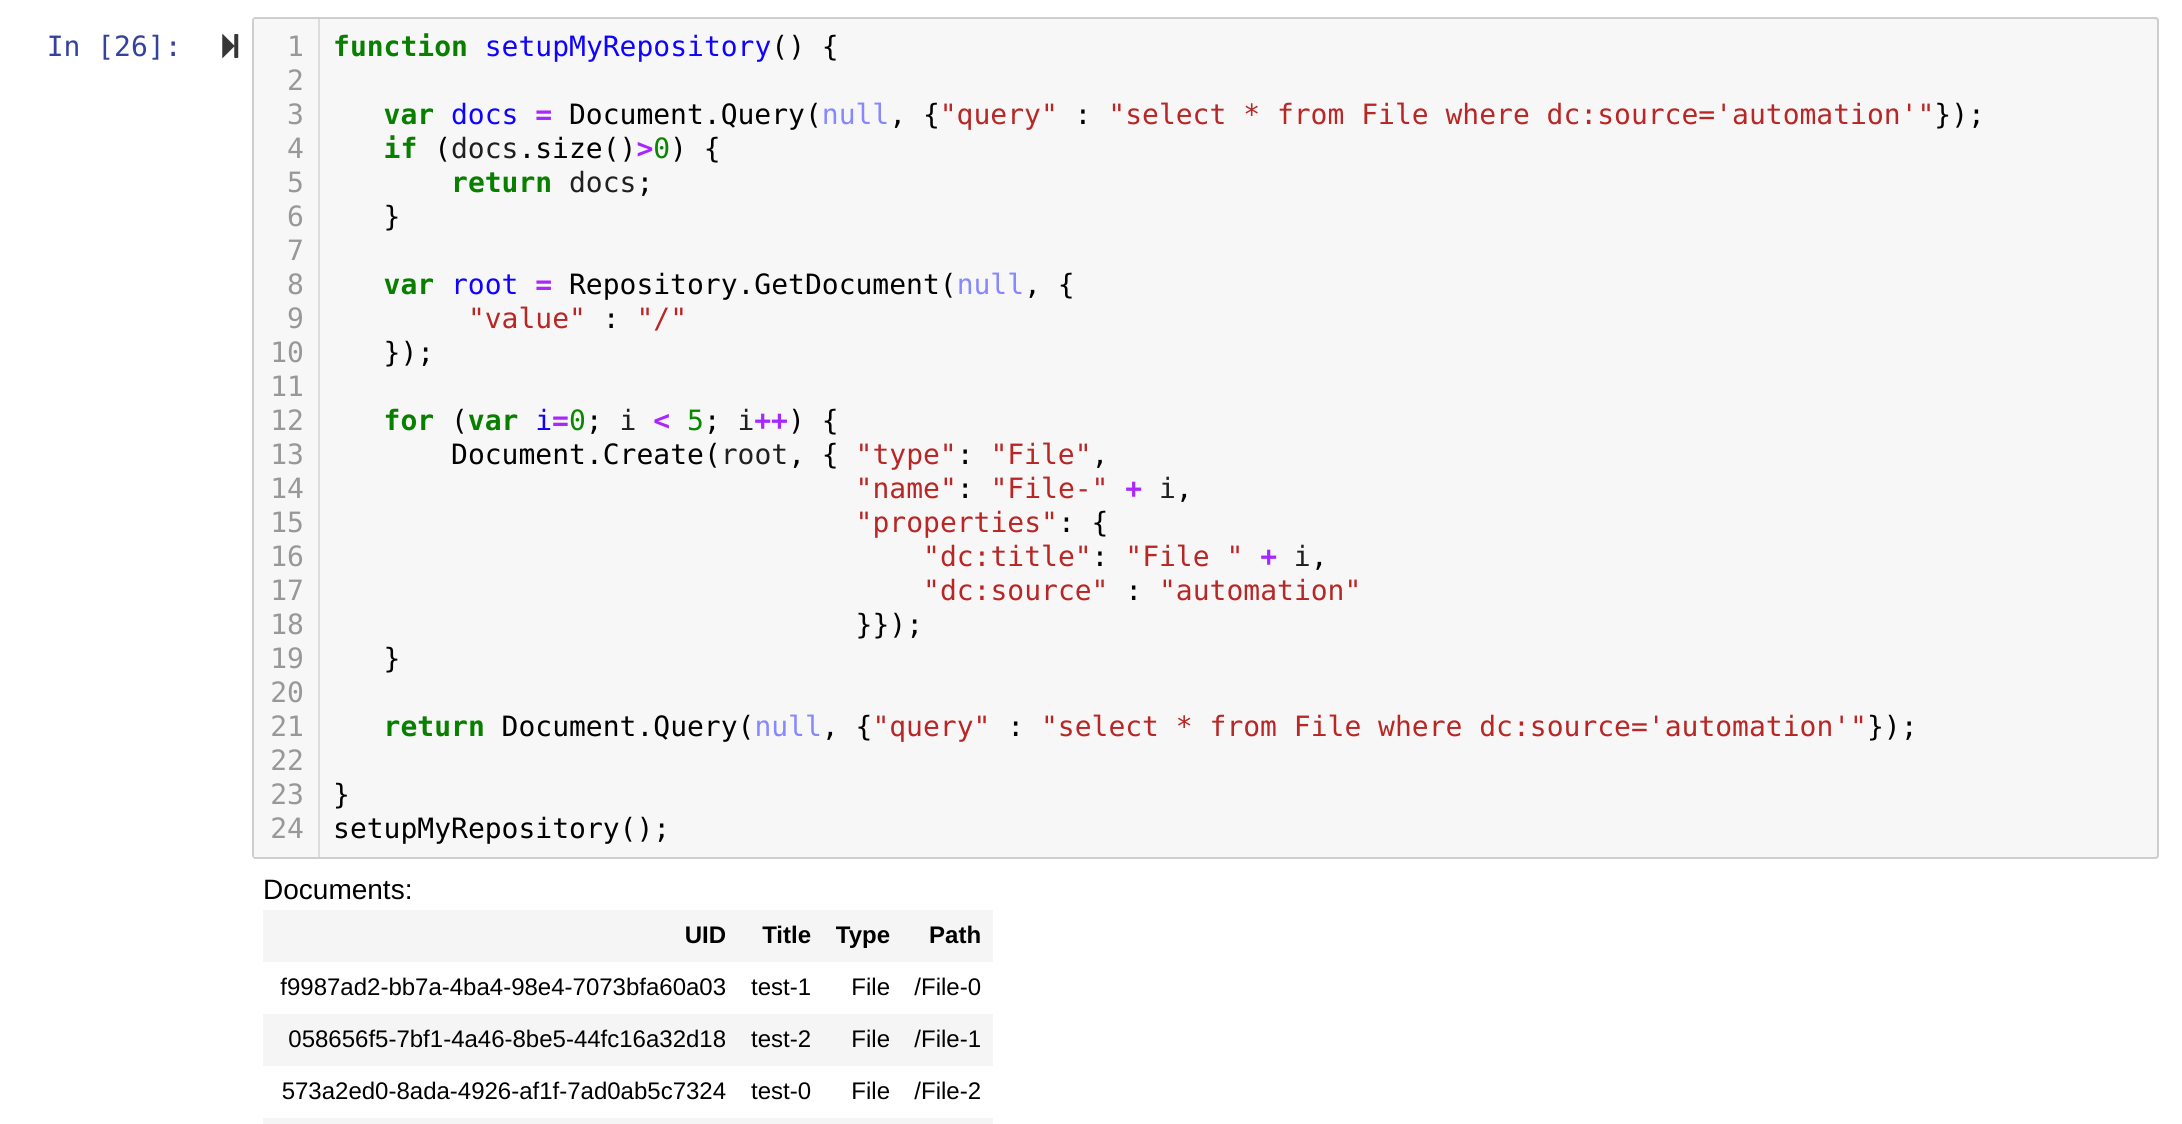 In [26]:
1 function setupMyRepository() {
2
3    var docs = Document.Query(null, {"query" : "select * from File where dc:source='automation'"});
4    if (docs.size()>0) {
5        return docs;
6    }
7
8    var root = Repository.GetDocument(null, {
9         "value" : "/"
10    });
11
12    for (var i=0; i < 5; i++) {
13        Document.Create(root, { "type": "File",
14                                "name": "File-" + i,
15                                "properties": {
16                                    "dc:title": "File " + i,
17                                    "dc:source" : "automation"
18                                }});
19    }
20
21    return Document.Query(null, {"query" : "select * from File where dc:source='automation'"});
22
23 }
24 setupMyRepository();
Documents:
UID Title Type Path
f9987ad2-bb7a-4ba4-98e4-7073bfa60a03 test-1 File /File-0
058656f5-7bf1-4a46-8be5-44fc16a32d18 test-2 File /File-1
573a2ed0-8ada-4926-af1f-7ad0ab5c7324 test-0 File /File-2